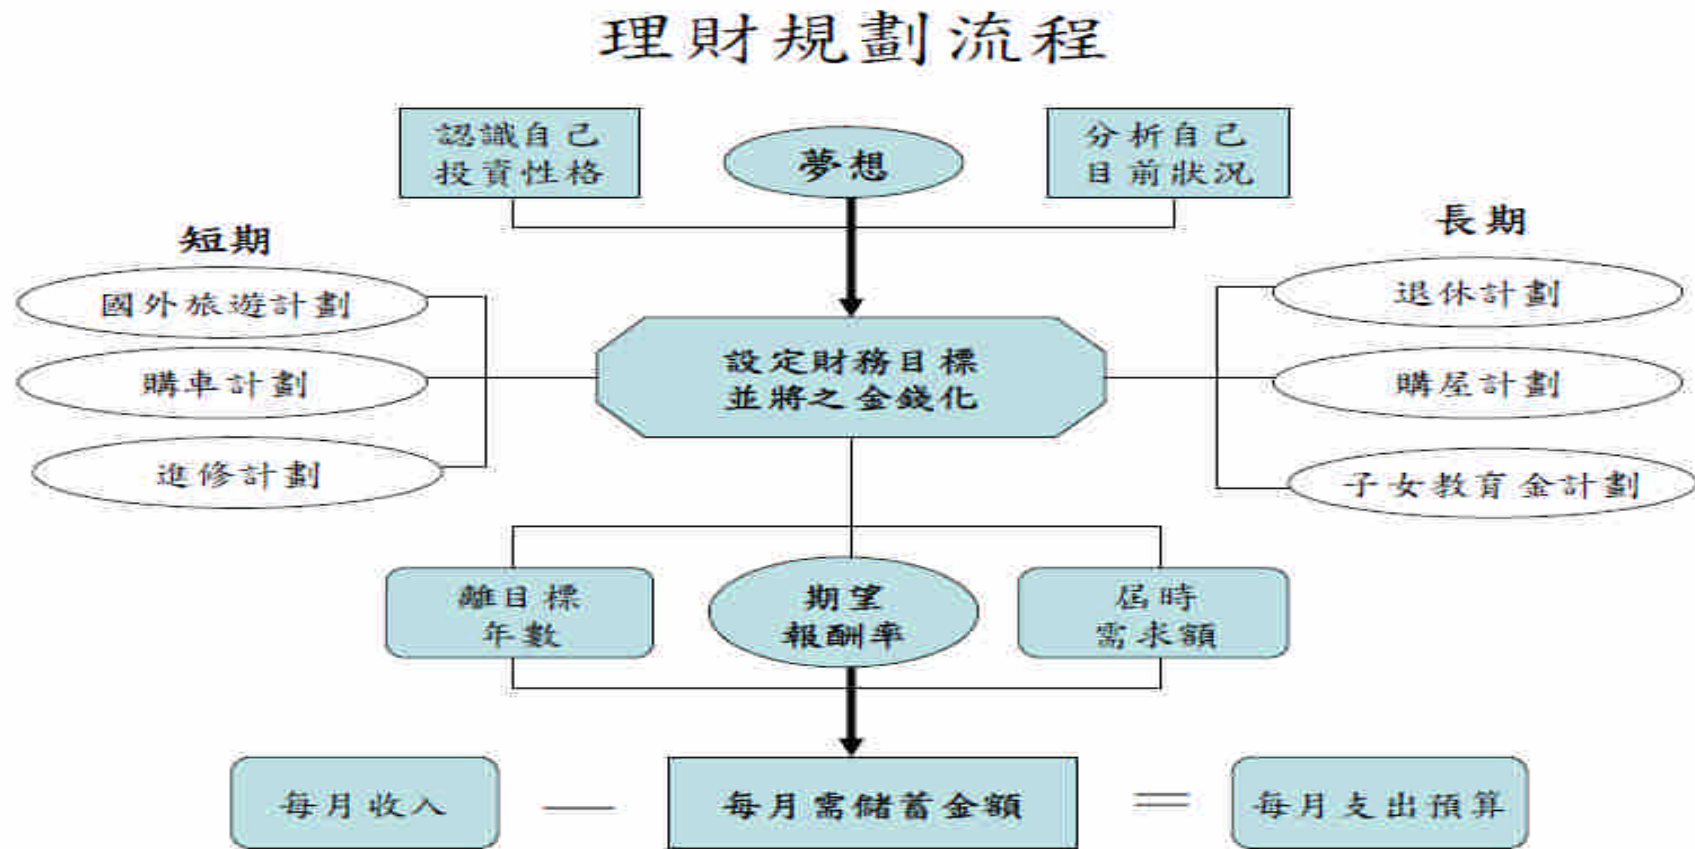 理財規劃流程
認識自己
投資性格
夢想
分析自己
目前狀況
短期
長期
國外旅遊計劃
購車計劃
進修計劃
設定財務目標
並將之金錢化
退休計劃
購屋計劃
子女教育金計劃
離目標
年數
期望
報酬率
屆時
需求額
每月收入
—
每月需儲蓄金額
=
每月支出預算